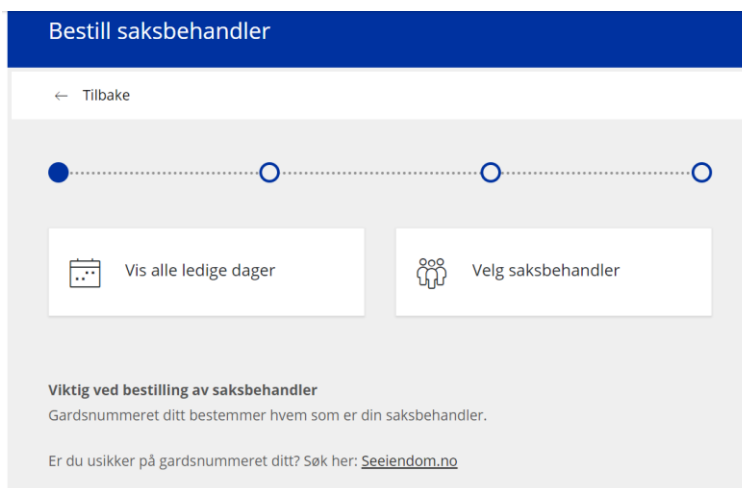 Bestill saksbehandler
← Tilbake
Vis alle ledige dager
Velg saksbehandler
Viktig ved bestilling av saksbehandler
Gardsnummeret ditt bestemmer hvem som er din saksbehandler.
Er du usikker på gardsnummeret ditt? Søk her: Seeiendom.no